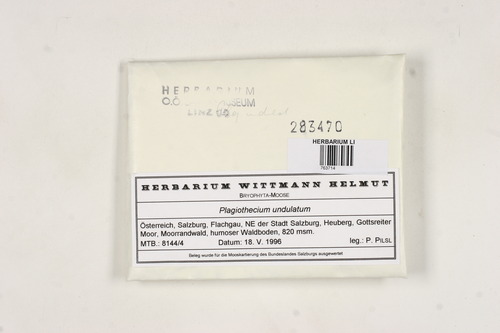 HERBARIUM
O.Ö MUSEUM
LINZ
283470
HERBARIUM LI
763714
HERBARIUM WITTMANN HELMUT
BRYOPHYTA-MOOSE
Plagiothecium undulatum
Österreich, Salzburg, Flachgau, NE der Stadt Salzburg, Heuberg, Gottsreiter
Moor, Moorrandwald, humoser Waldboden, 820 msm.
MTB.: 8144/4 Datum: 18. V. 1996 leg.: P. PILSL
Beleg wurde für die Mooskartierung des Bundeslandes Salzburgs ausgewertet